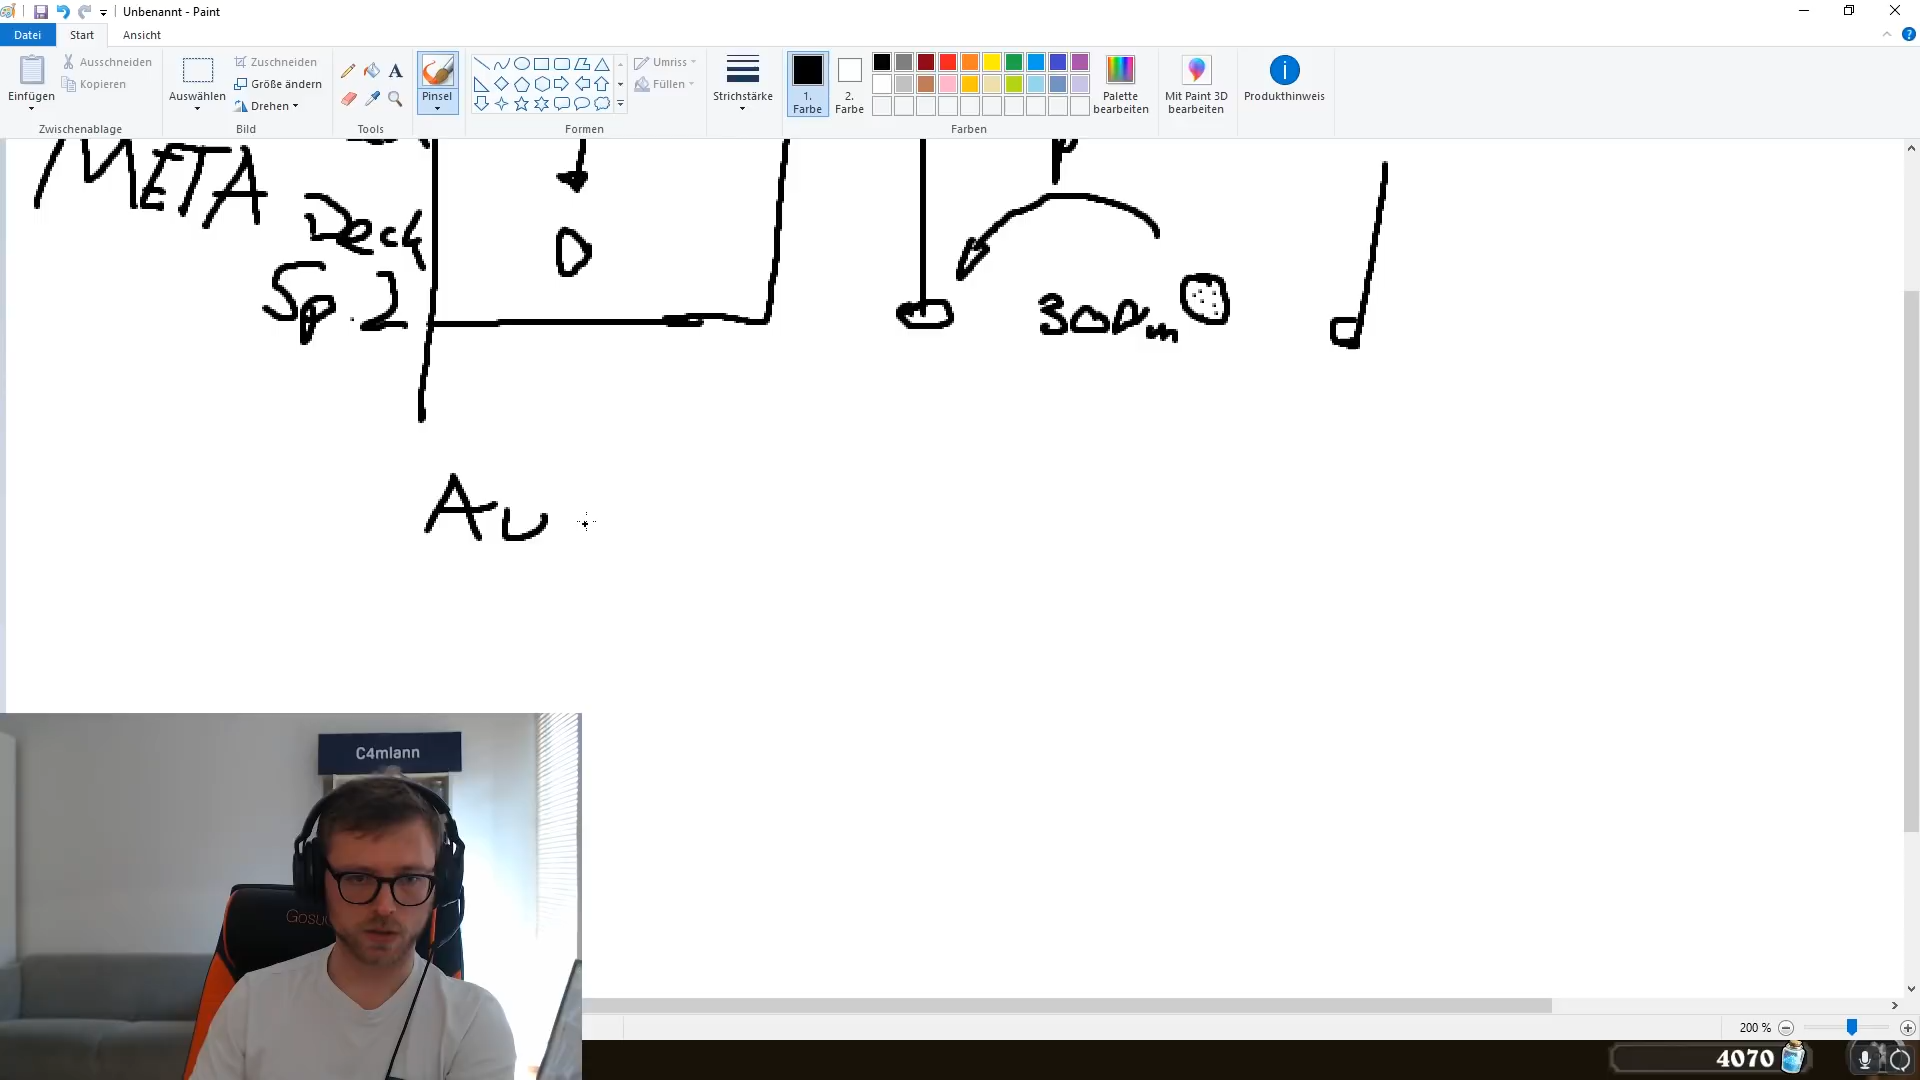 Unbenannt - Paint
Datei
Start
Ansicht
Einfügen
Ausschneiden
Kopieren
Zwischenablage
Auswählen
Zuschneiden
Größe ändern
Drehen
Bild
A
Tools
Pinsel
Formen
Umriss
Füllen
Strichstärke
1.
Farbe
2.
Farbe
Farben
Palette
bearbeiten
Mit Paint 3D
bearbeiten
Produkthinweis
META
Deck
Sp. 2
D
300
Au
C4mlann
200 %
4070